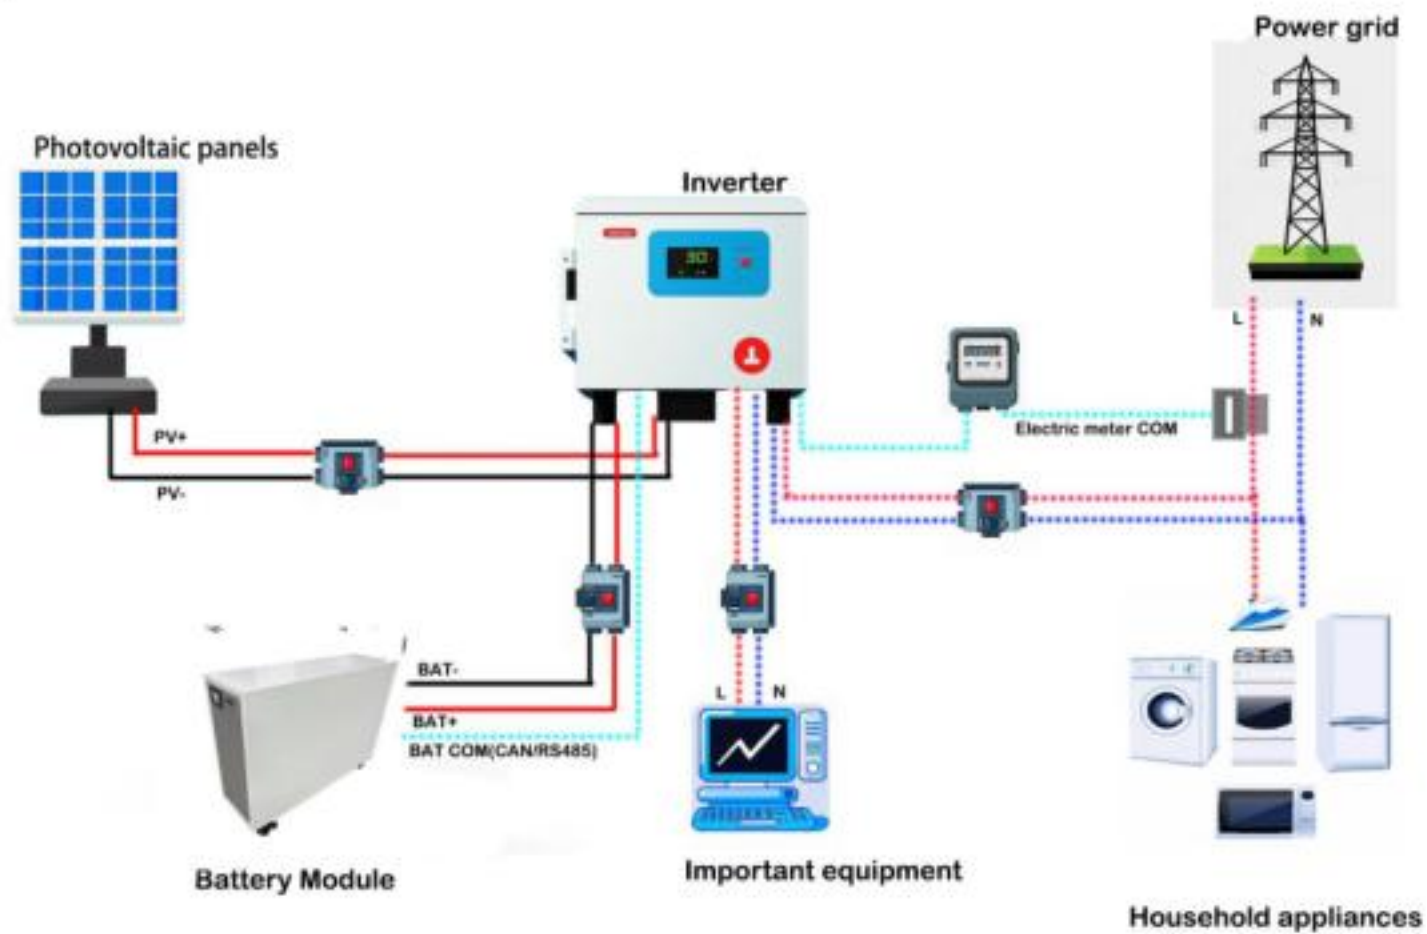 Power grid
Photovoltaic panels
Inverter
30
L
N
Electric meter COM
PV+
PV-
BAT-
BAT+
BAT COM(CAN/RS485)
L
N
Battery Module
Important equipment
Household appliances